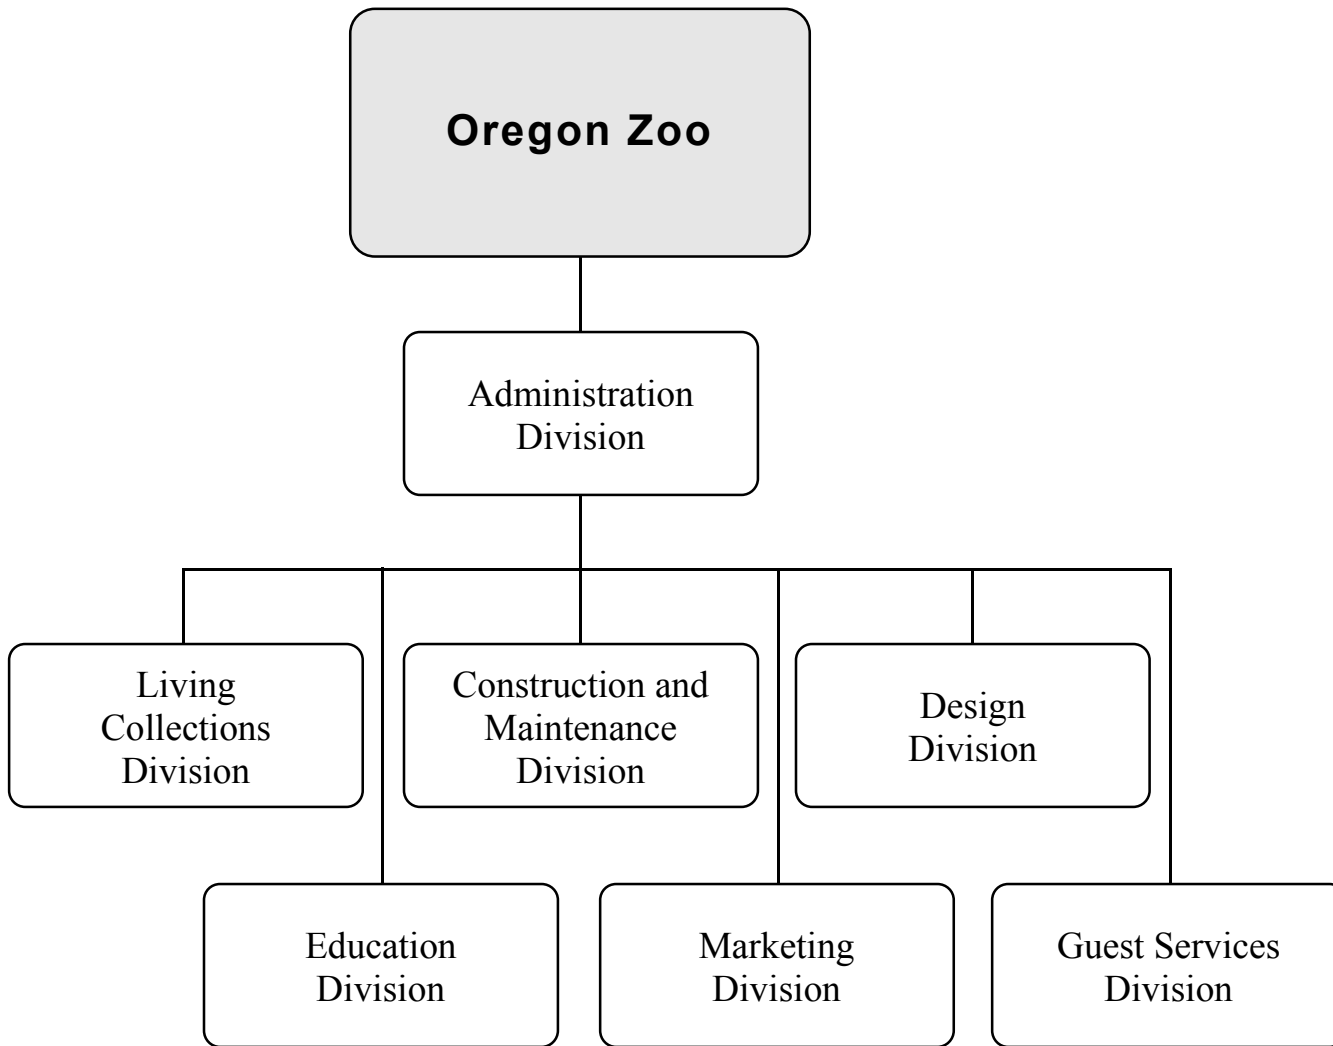 Oregon Zoo
Administration
Division
Living
Collections
Division
Construction and
Maintenance
Division
Design
Division
Education
Division
Marketing
Division
Guest Services
Division